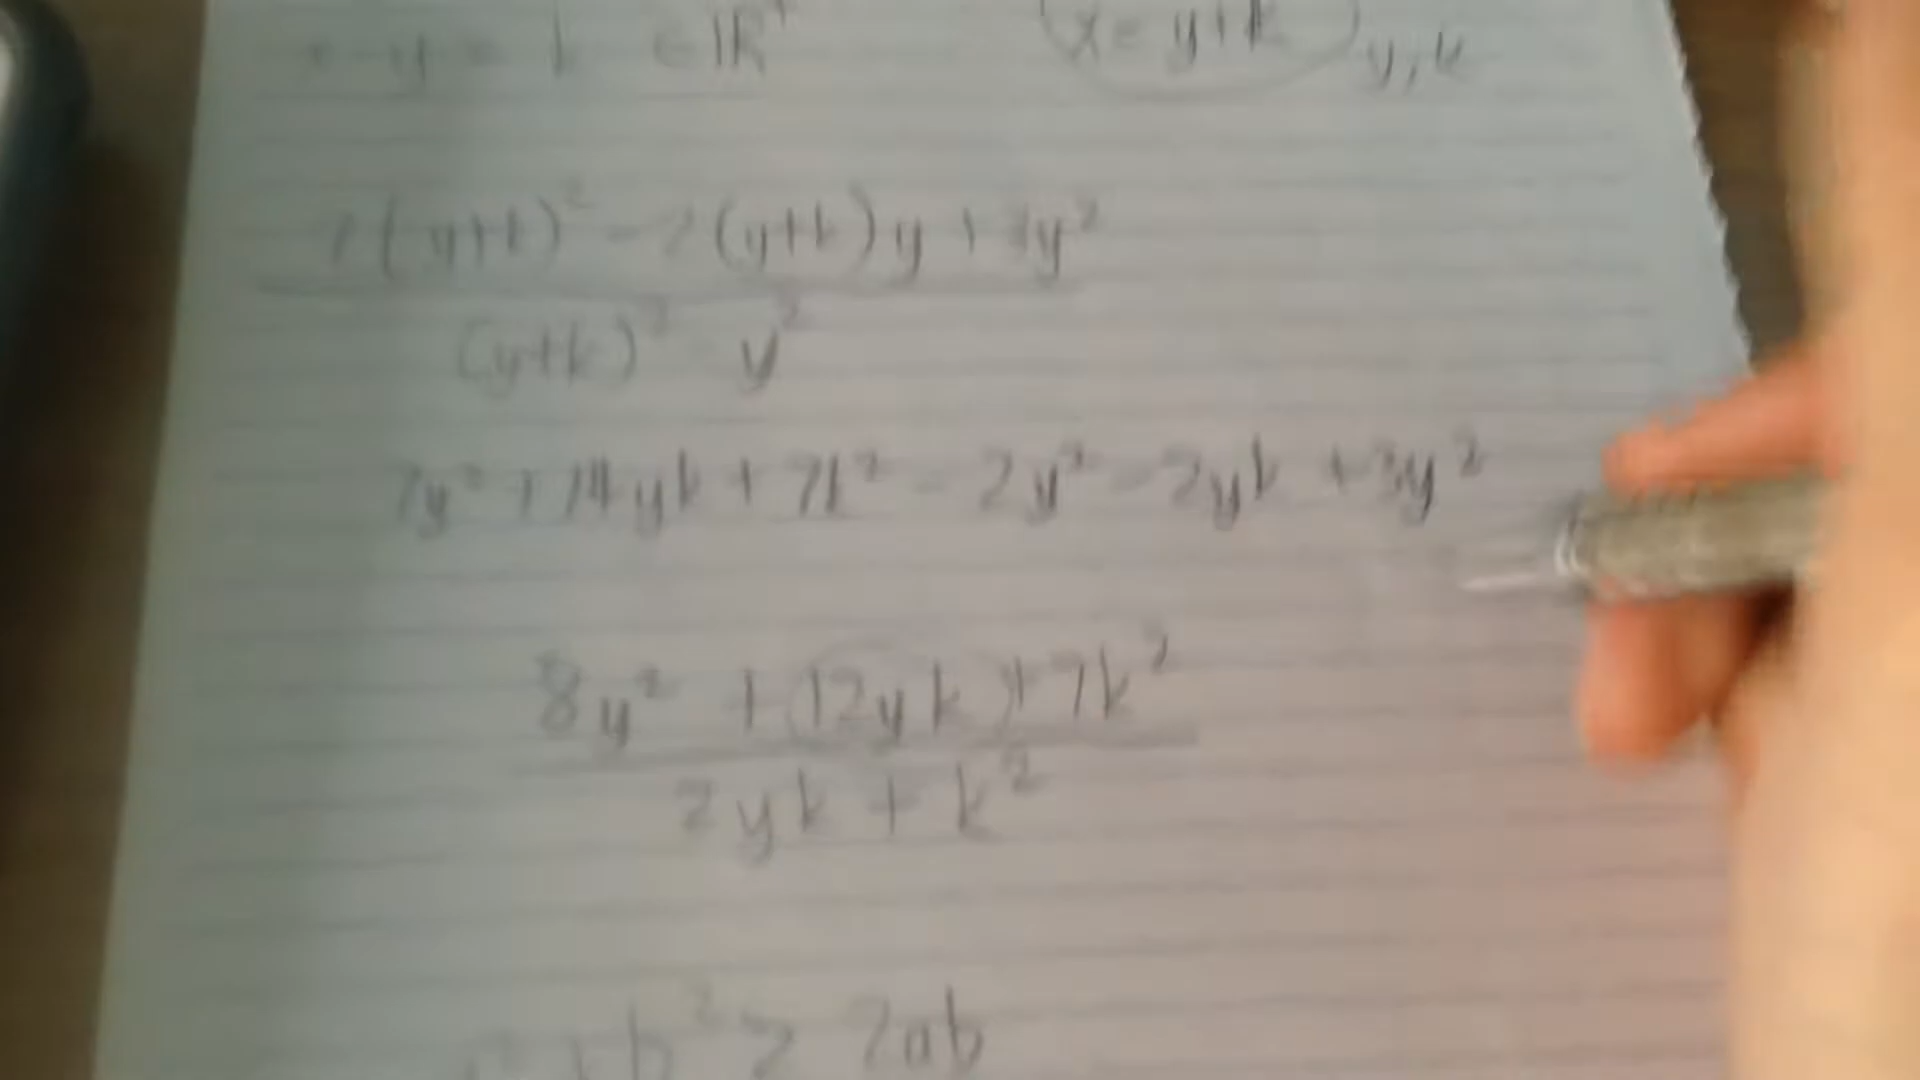 - y = k ∈ ℝ⁺ (x = y+k) y, k
7(y+k)² - 2(y+k)y + 3y²
(y+k)² - y²
7y² + 14yk + 7k² - 2y² - 2yk + 3y²
8y² + (12yk) + 7k²
2yk + k²
+ b² ≥ 2ab